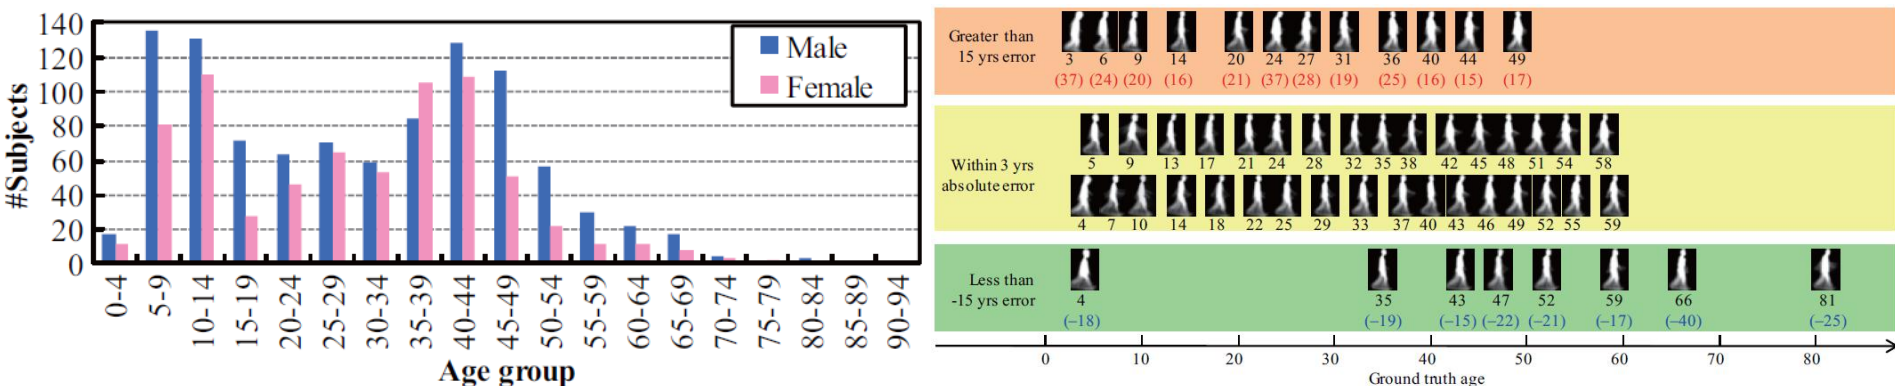 140
120
100
80
60
40
20
0
#Subjects
Male
Female
0-4
5-9
10-14
15-19
20-24
25-29
30-34
35-39
40-44
45-49
50-54
55-59
60-64
65-69
70-74
75-79
80-84
85-89
90-94
Age group
Greater than
15 yrs error
3 6 9 14 20 24 27 31 36 40 44 49
(37) (24) (20) (16) (21) (37) (28) (19) (25) (16) (15) (17)
Within 3 yrs
absolute error
5 9 13 17 21 24 28 32 35 38 42 45 48 51 54 58
4 7 10 14 18 22 25 29 33 37 40 43 46 49 52 55 59
Less than
-15 yrs error
4 35 43 47 52 59 66 81
(–18) (–19) (–15) (–22) (–21) (–17) (–40) (–25)
0 10 20 30 40 50 60 70 80
Ground truth age